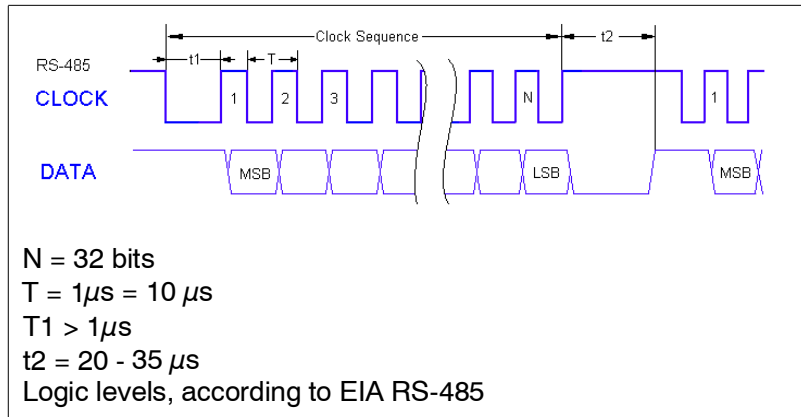 Clock Sequence
t2
t1
T
RS-485
CLOCK
1
2
3
N
1
DATA
MSB
LSB
MSB
N = 32 bits
T = 1µs = 10 µs
T1 > 1µs
t2 = 20 - 35 µs
Logic levels, according to EIA RS-485